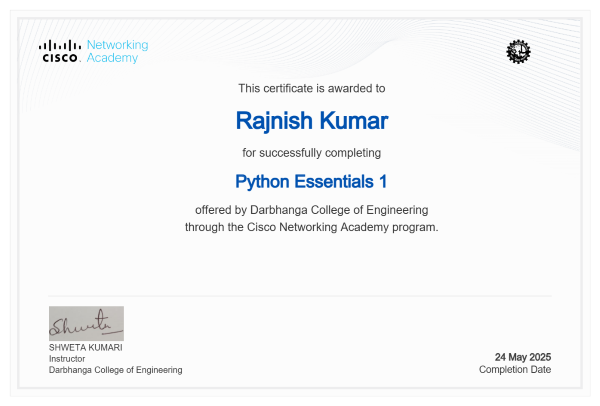 Networking
CISCO. Academy
This certificate is awarded to
Rajnish Kumar
for successfully completing
Python Essentials 1
offered by Darbhanga College of Engineering
through the Cisco Networking Academy program.
Shweta
SHWETA KUMARI
Instructor
Darbhanga College of Engineering
24 May 2025
Completion Date